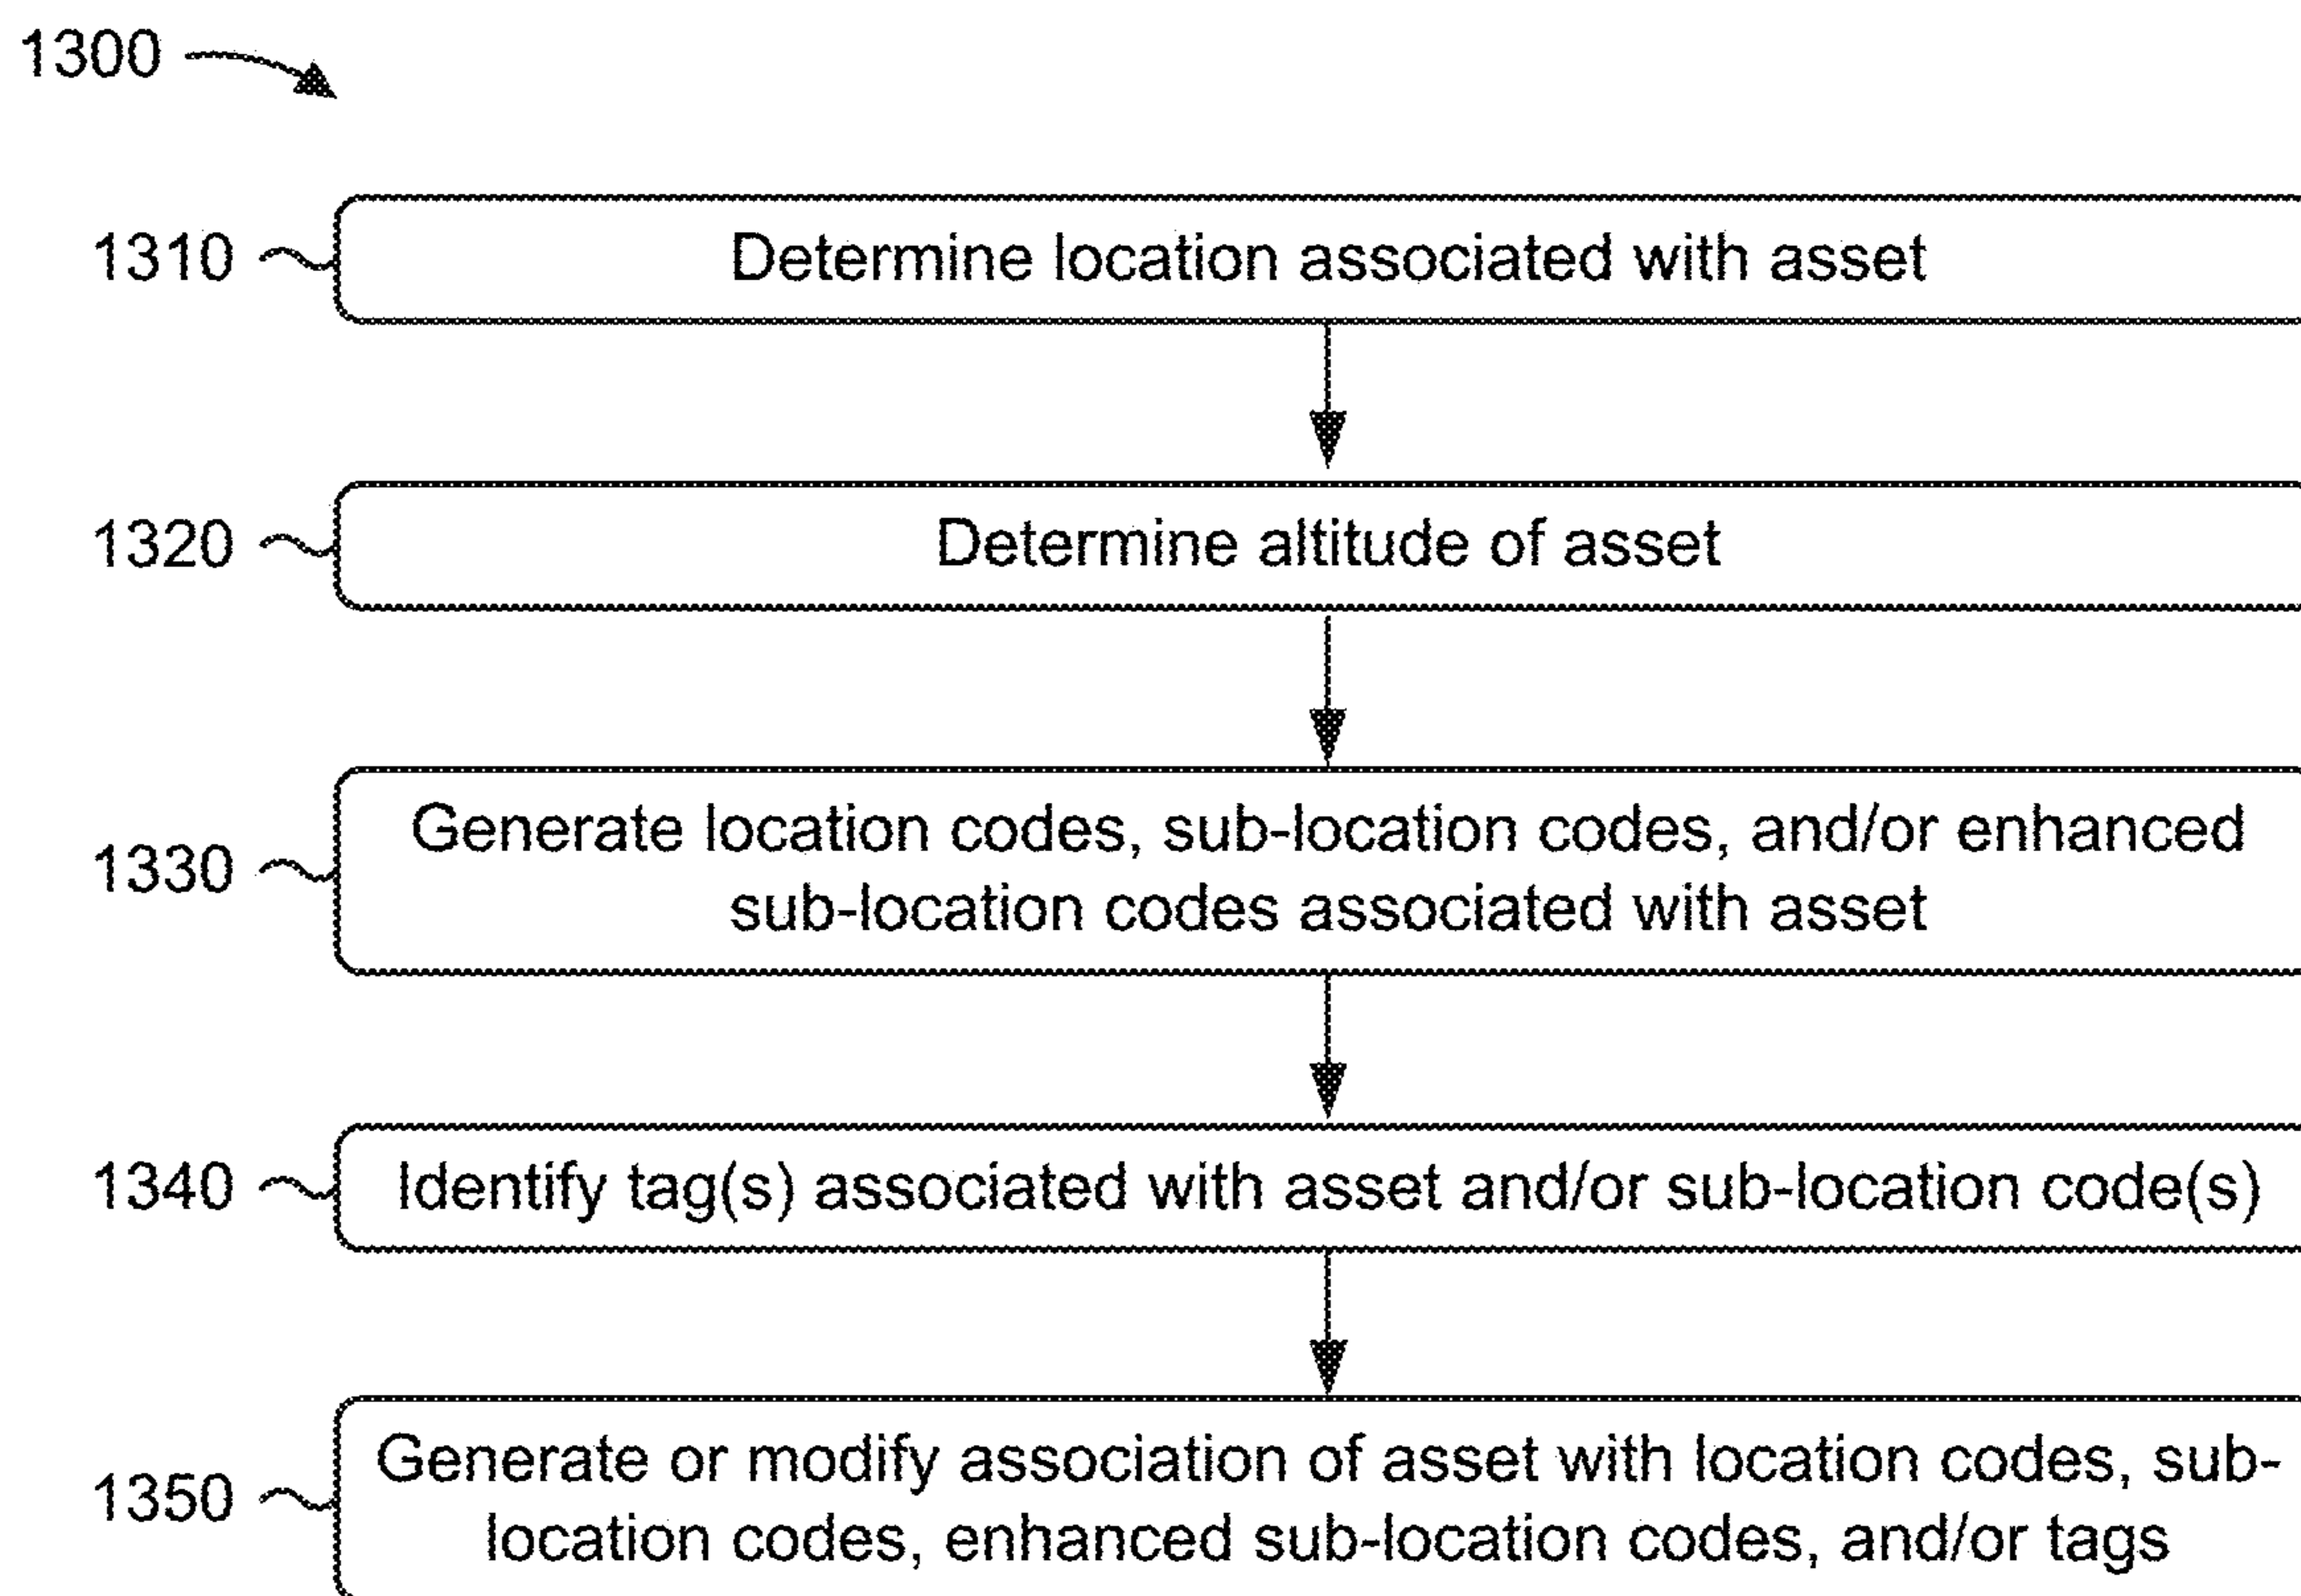 1300
1310 Determine location associated with asset
1320 Determine altitude of asset
Generate location codes, sub-location codes, and/or enhanced
1330
sub-location codes associated with asset
1340 Identify tag(s) associated with asset and/or sub-location code(s)
Generate or modify association of asset with location codes, sub-
1350
location codes, enhanced sub-location codes, and/or tags